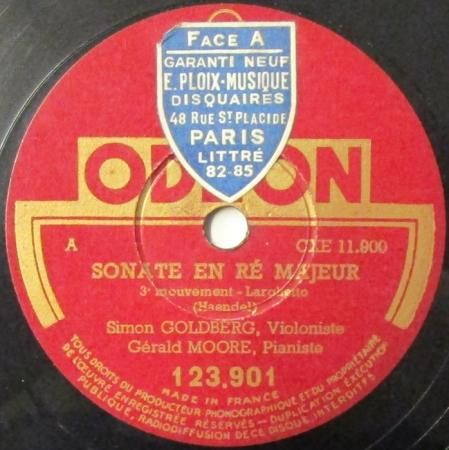 FACE A
GARANTI NEUF
E. PLOIX-MUSIQUE
DISQUAIRES
48 RUE ST PLACIDE
PARIS
LITTRÉ
82-85
ODEON
A
CXE 11.900
SONATE EN RÉ MAJEUR
3e mouvement - Larghetto
(Haendel)
Simon GOLDBERG, Violoniste
Gérald MOORE, Pianiste
123.901
MADE IN FRANCE
TOUS DROITS DU PRODUCTEUR PHONOGRAPHIQUE ET DU PROPRIÉTAIRE
DE L'ŒUVRE ENREGISTRÉE RÉSERVÉS - DUPLICATION, EXÉCUTION
PUBLIQUE, RADIODIFFUSION DE CE DISQUE, INTERDITES